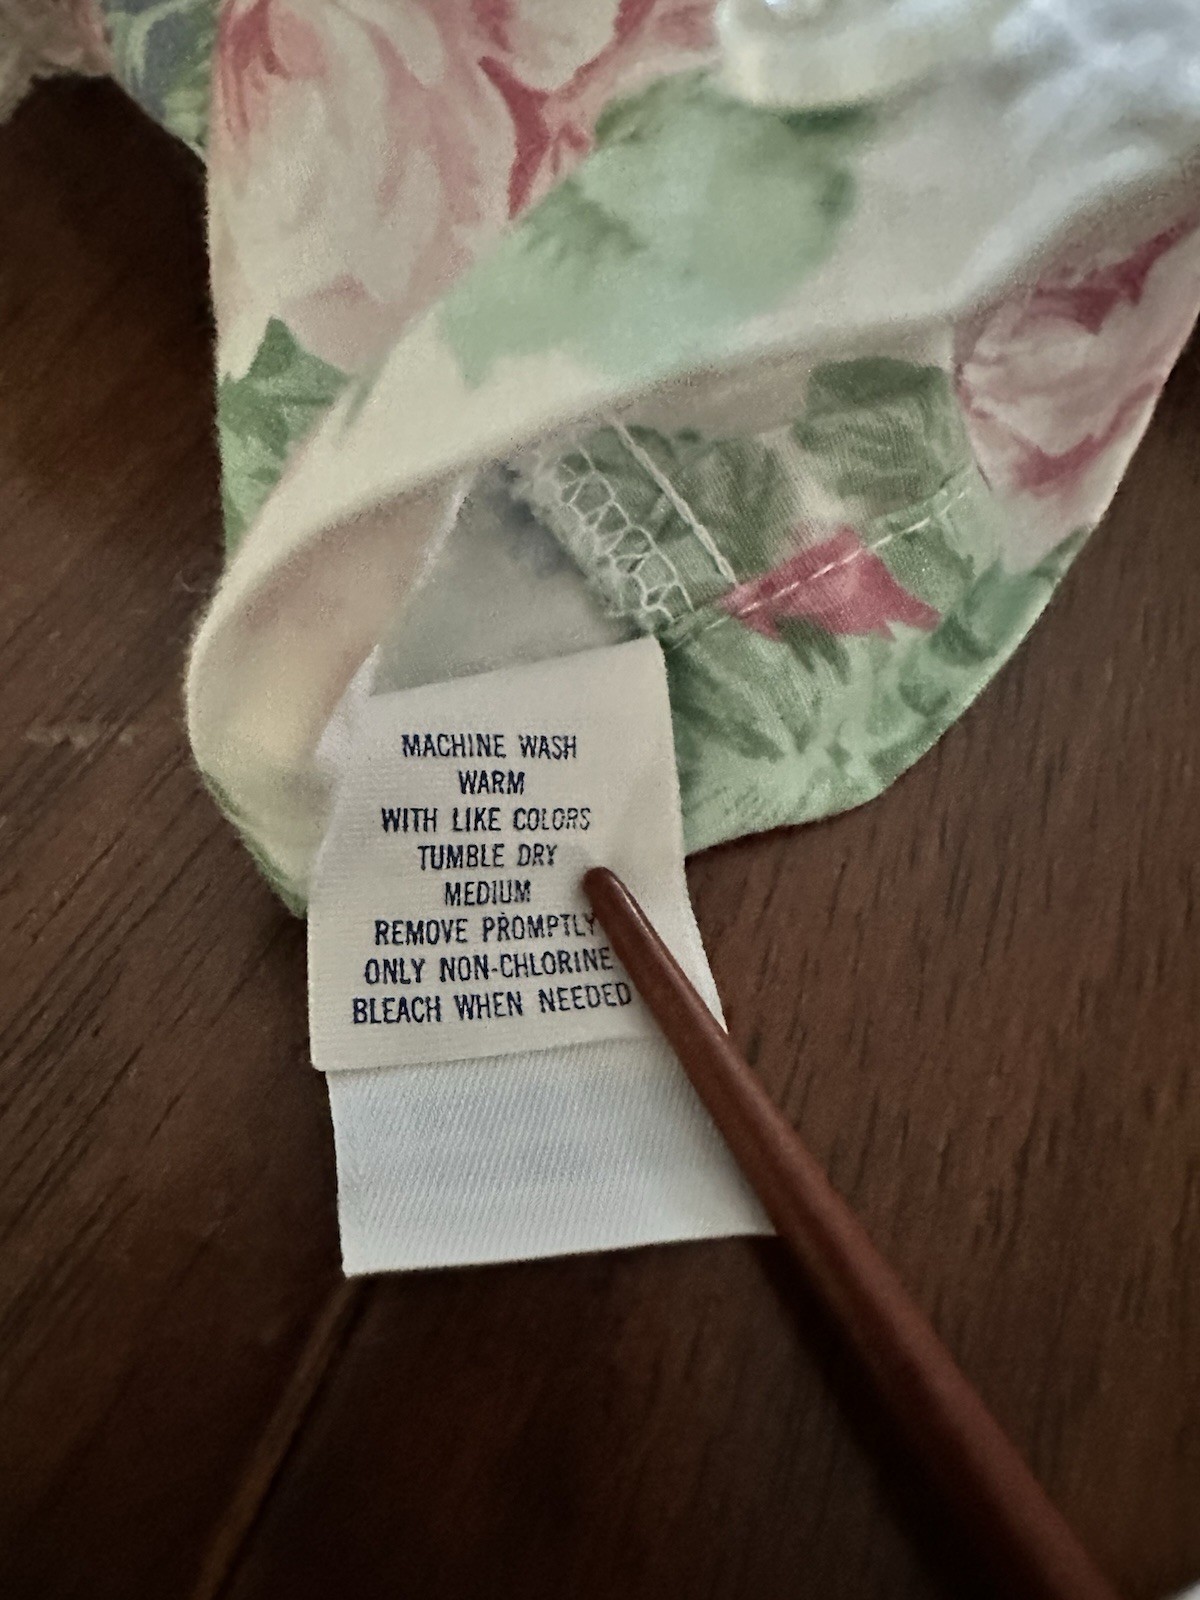 MACHINE WASH
WARM
WITH LIKE COLORS
TUMBLE DRY
MEDIUM
REMOVE PROMPTLY
ONLY NON-CHLORINE
BLEACH WHEN NEEDED